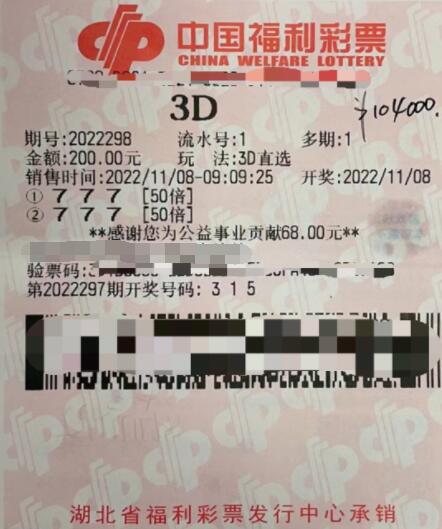 中国福利彩票
CHINA WELFARE LOTTERY
3D
¥104000.
期号:2022298 流水号:1 多期:1
金额:200.00元 玩 法:3D直选
销售时间:2022/11/08-09:09:25 开奖:2022/11/08
① 7 7 7 [50倍]
② 7 7 7 [50倍]
**感谢您为公益事业贡献68.00元**
验票码:
第2022297期开奖号码: 3 1 5
湖北省福利彩票发行中心承销